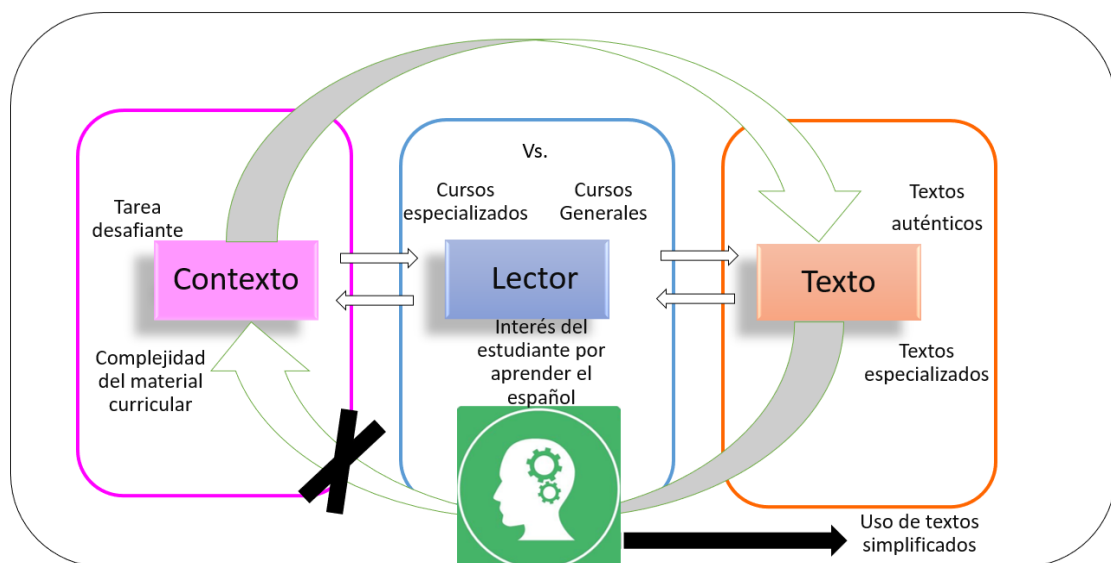 Tarea
desafiante
Contexto
Complejidad
del material
curricular
Vs.
Cursos
especializados
Cursos
Generales
Lector
Interés del
estudiante por
aprender el
español
Textos
auténticos
Texto
Textos
especializados
Uso de textos
simplificados